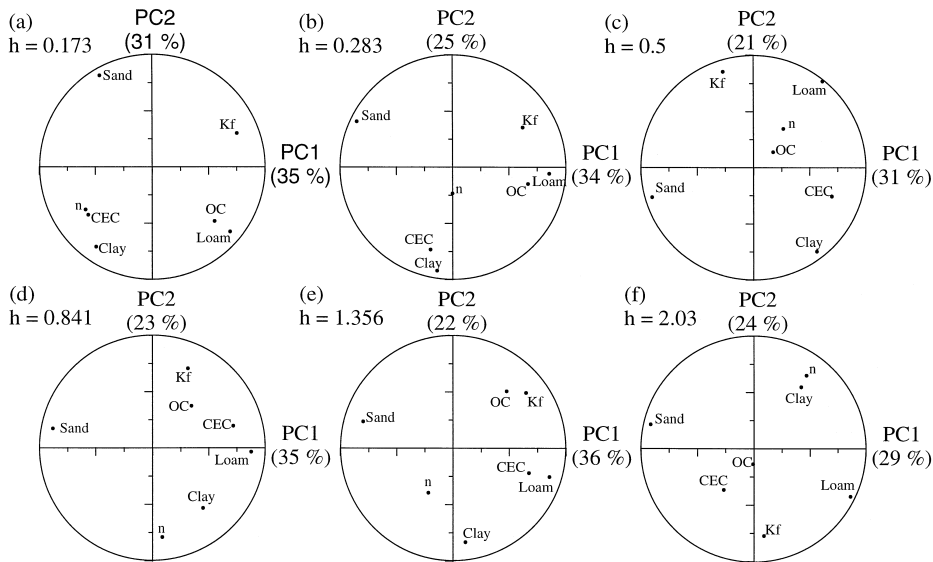 (a)
h = 0.173
PC2
(31 %)
Sand
Kf
PC1
(35 %)
n
CEC
Clay
OC
Loam
(b)
h = 0.283
PC2
(25 %)
Sand
Kf
PC1
(34 %)
n
OC
Loam
CEC
Clay
(c)
h = 0.5
PC2
(21 %)
Kf
Loam
n
OC
PC1
(31 %)
Sand
CEC
Clay
(d)
h = 0.841
PC2
(23 %)
Kf
OC
CEC
Sand
PC1
(35 %)
Loam
Clay
n
(e)
h = 1.356
PC2
(22 %)
OC
Kf
Sand
PC1
(36 %)
CEC
Loam
n
Clay
(f)
h = 2.03
PC2
(24 %)
n
Clay
Sand
PC1
(29 %)
OC
CEC
Loam
Kf